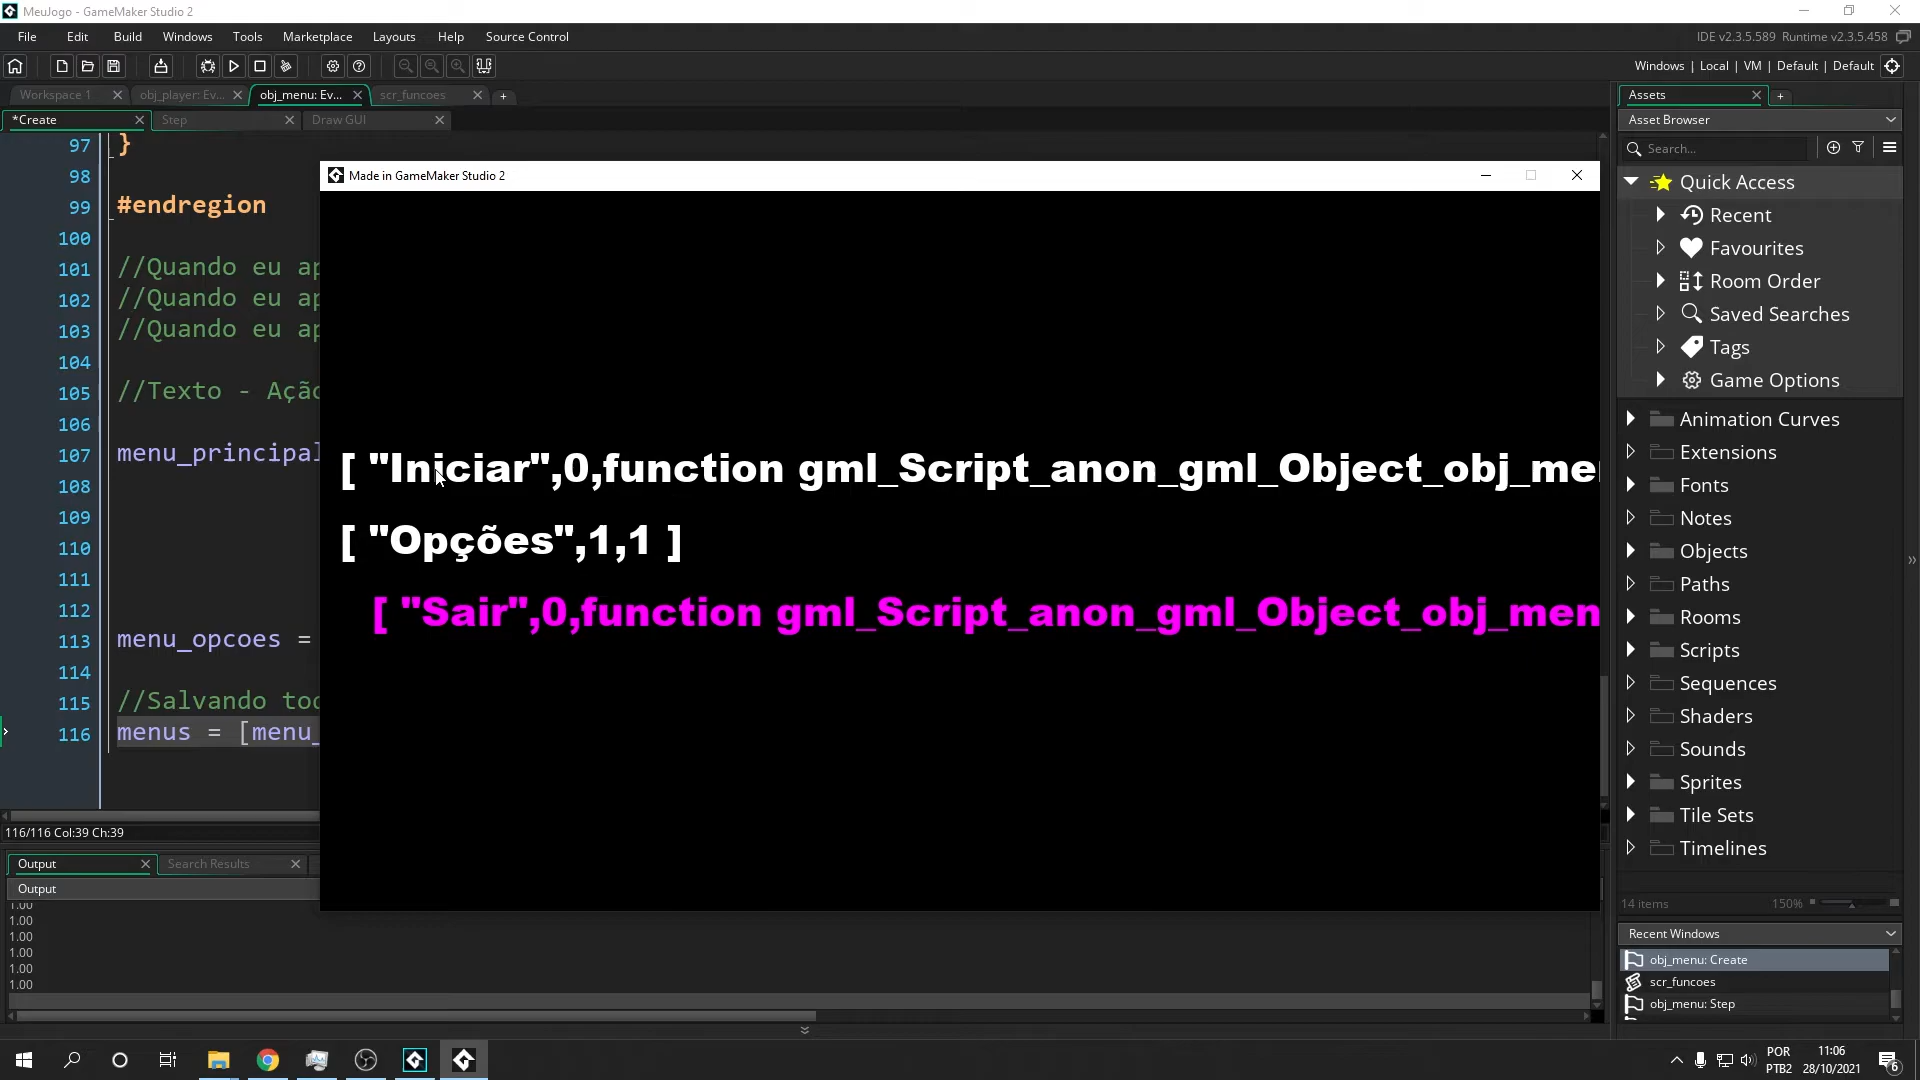 MeuJogo - GameMaker Studio 2
File Edit Build Windows Tools Marketplace Layouts Help Source Control
IDE v2.3.5.589 Runtime v2.3.5.458
Windows | Local | VM | Default | Default
Workspace 1
obj_player: Ev...
obj_menu: Ev...
scr_funcoes
*Create
Step
Draw GUI
97 }
98
99 #endregion
100
101 //Quando eu ap
102 //Quando eu ap
103 //Quando eu ap
104
105 //Texto - Ação
106
107 menu_principal
108
109
110
111
112
113 menu_opcoes =
114
115 //Salvando tod
116 menus = [menu_
116/116 Col:39 Ch:39
Made in GameMaker Studio 2
[ "Iniciar",0,function gml_Script_anon_gml_Object_obj_men
[ "Opções",1,1 ]
[ "Sair",0,function gml_Script_anon_gml_Object_obj_men
Output
Search Results
Output
1.00
1.00
1.00
1.00
1.00
1.00
Assets
Asset Browser
Search...
Quick Access
Recent
Favourites
Room Order
Saved Searches
Tags
Game Options
Animation Curves
Extensions
Fonts
Notes
Objects
Paths
Rooms
Scripts
Sequences
Shaders
Sounds
Sprites
Tile Sets
Timelines
14 items 150%
Recent Windows
obj_menu: Create
scr_funcoes
obj_menu: Step
POR
PTB2
11:06
28/10/2021
6